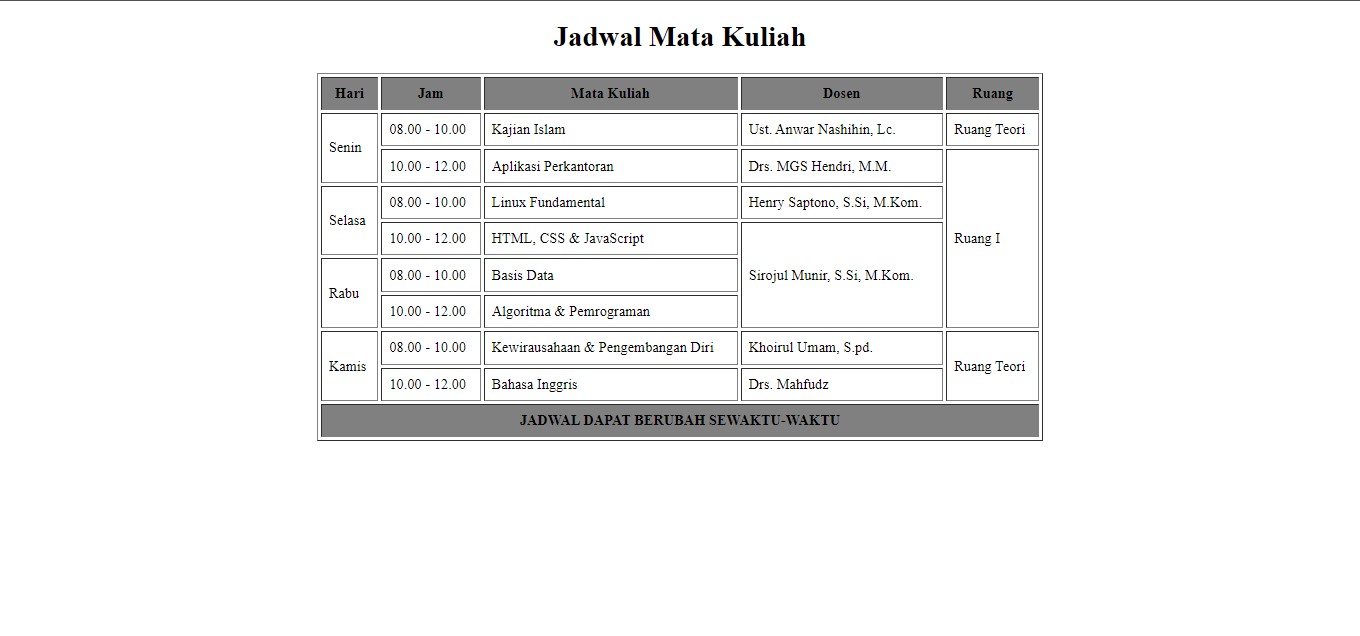 Jadwal Mata Kuliah
Hari Jam Mata Kuliah Dosen Ruang
Senin 08.00 - 10.00 Kajian Islam Ust. Anwar Nashihin, Lc. Ruang Teori
10.00 - 12.00 Aplikasi Perkantoran Drs. MGS Hendri, M.M. Ruang I
Selasa 08.00 - 10.00 Linux Fundamental Henry Saptono, S.Si, M.Kom.
10.00 - 12.00 HTML, CSS & JavaScript Sirojul Munir, S.Si, M.Kom.
Rabu 08.00 - 10.00 Basis Data
10.00 - 12.00 Algoritma & Pemrograman
Kamis 08.00 - 10.00 Kewirausahaan & Pengembangan Diri Khoirul Umam, S.pd. Ruang Teori
10.00 - 12.00 Bahasa Inggris Drs. Mahfudz
JADWAL DAPAT BERUBAH SEWAKTU-WAKTU